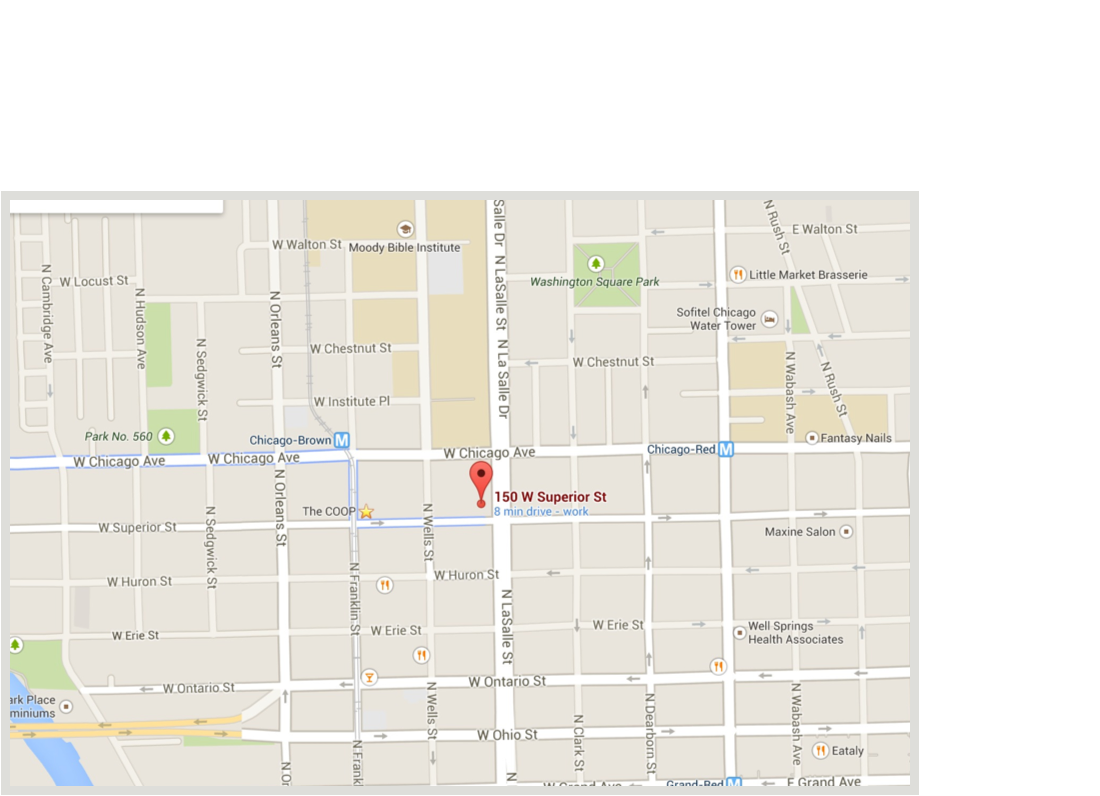 Salle Dr
N LaSalle St
N La Salle Dr
N Rush St
E Walton St
W Walton St
Moody Bible Institute
Little Market Brasserie
N Cambridge Ave
W Locust St
N Hudson Ave
N Orleans St
Washington Square Park
Sofitel Chicago
Water Tower
N Sedgwick St
W Chestnut St
W Chestnut St
N Wabash Ave
N Rush St
W Institute Pl
Park No. 560
Chicago-Brown
M
Chicago-Red
M
Fantasy Nails
W Chicago Ave
W Chicago Ave
W Chicago Ave
150 W Superior St
8 min drive - work
The COOP
N Orleans St
N Sedgwick St
N Wells St
W Superior St
Maxine Salon
W Huron St
W Huron St
N Franklin St
N LaSalle St
W Erie St
W Erie St
W Erie St
Well Springs
Health Associates
W Ontario St
W Ontario St
ark Place
miniums
N Wells St
N Clark St
N Dearborn St
N Wabash Ave
W Ohio St
Eataly
N Or
N Frankl
N
W Grand Ave
Grand-Red
M
E Grand Ave